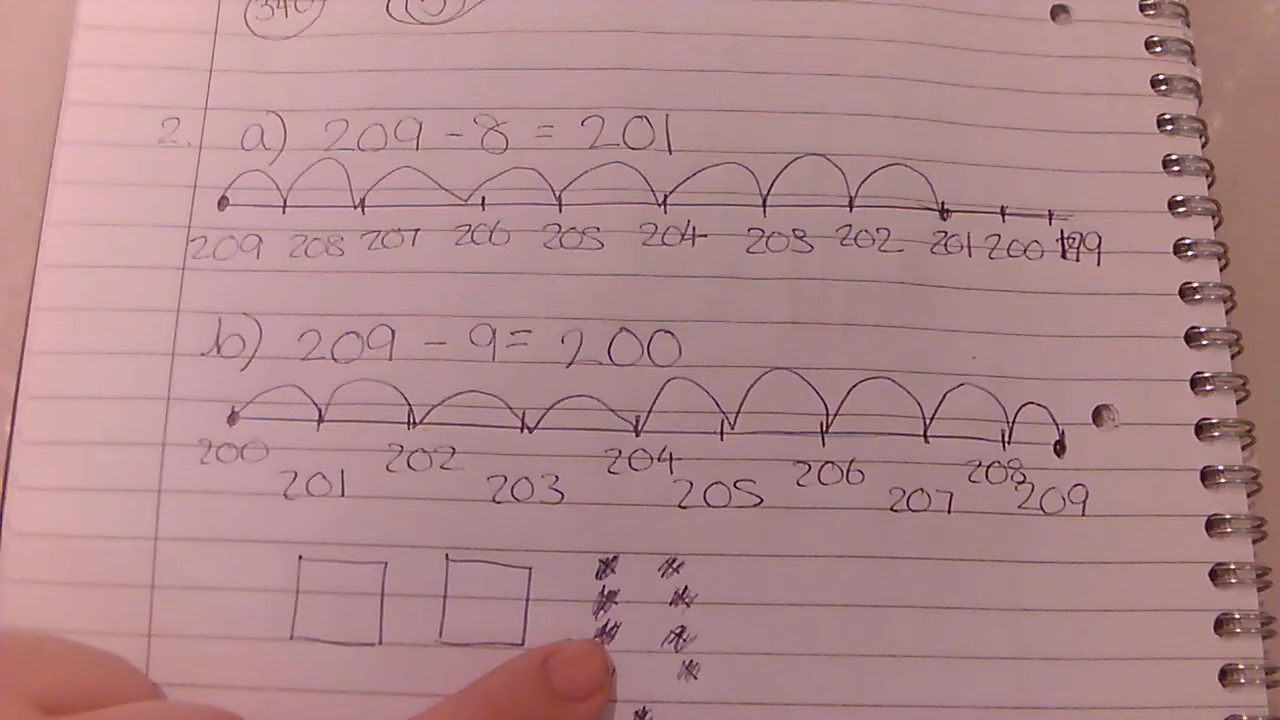 340
2. a) 209 - 8 = 201
209 208 207 206 205 204 203 202 201 200 199
b) 209 - 9 = 200
200 201 202 203 204 205 206 207 208 209